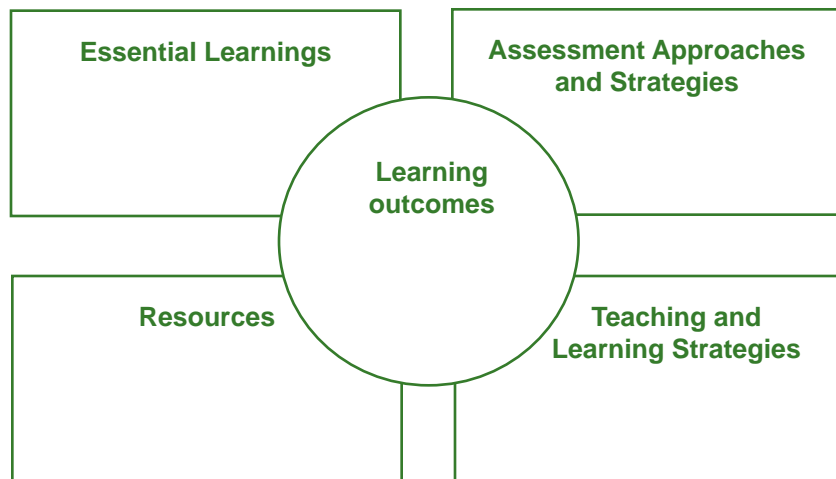 Essential Learnings
Assessment Approaches
and Strategies
Learning
outcomes
Resources
Teaching and
Learning Strategies